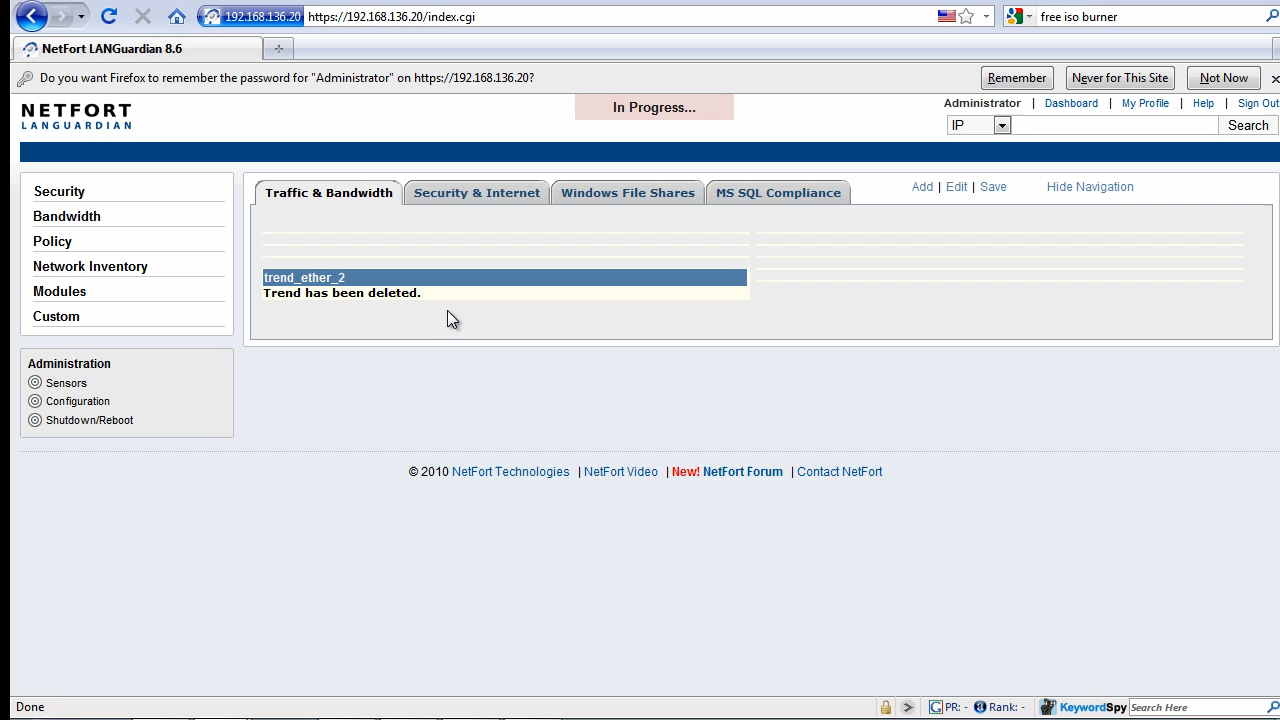 192.168.136.20 https://192.168.136.20/index.cgi
free iso burner
NetFort LANGuardian 8.6
Do you want Firefox to remember the password for "Administrator" on https://192.168.136.20?
Remember
Never for This Site
Not Now
NETFORT
LANGUARDIAN
In Progress...
Administrator | Dashboard | My Profile | Help | Sign Out
IP
Search
Security
Bandwidth
Policy
Network Inventory
Modules
Custom
Traffic & Bandwidth
Security & Internet
Windows File Shares
MS SQL Compliance
Add | Edit | Save
Hide Navigation
trend_ether_2
Trend has been deleted.
Administration
Sensors
Configuration
Shutdown/Reboot
© 2010 NetFort Technologies | NetFort Video | New! NetFort Forum | Contact NetFort
Done
PR: -
Rank: -
KeywordSpy
Search Here